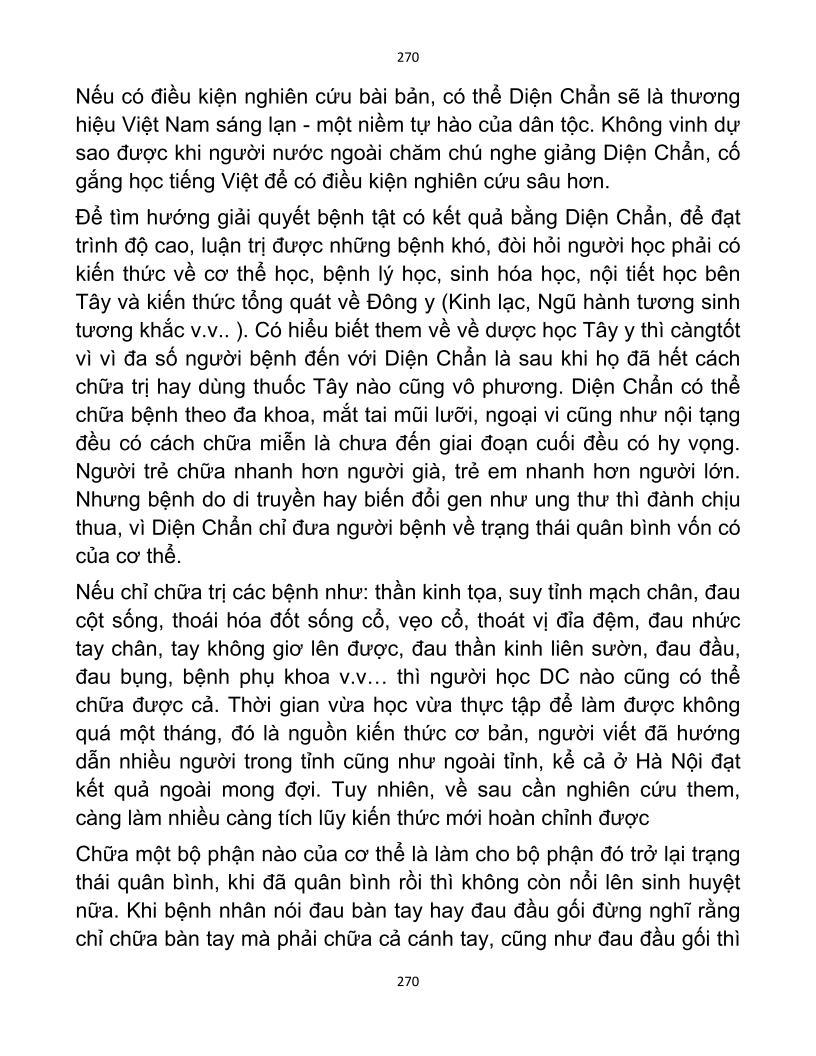 270
Nếu có điều kiện nghiên cứu bài bản, có thể Diện Chẩn sẽ là thương
hiệu Việt Nam sáng lạn - một niềm tự hào của dân tộc. Không vinh dự
sao được khi người nước ngoài chăm chú nghe giảng Diện Chẩn, cố
gắng học tiếng Việt để có điều kiện nghiên cứu sâu hơn.
Để tìm hướng giải quyết bệnh tật có kết quả bằng Diện Chẩn, để đạt
trình độ cao, luận trị được những bệnh khó, đòi hỏi người học phải có
kiến thức về cơ thể học, bệnh lý học, sinh hóa học, nội tiết học bên
Tây và kiến thức tổng quát về Đông y (Kinh lạc, Ngũ hành tương sinh
tương khắc v.v.. ). Có hiểu biết them về về dược học Tây y thì càngtốt
vì vì đa số người bệnh đến với Diện Chẩn là sau khi họ đã hết cách
chữa trị hay dùng thuốc Tây nào cũng vô phương. Diện Chẩn có thể
chữa bệnh theo đa khoa, mắt tai mũi lưỡi, ngoại vi cũng như nội tạng
đều có cách chữa miễn là chưa đến giai đoạn cuối đều có hy vọng.
Người trẻ chữa nhanh hơn người già, trẻ em nhanh hơn người lớn.
Nhưng bệnh do di truyền hay biến đổi gen như ung thư thì đành chịu
thua, vì Diện Chẩn chỉ đưa người bệnh về trạng thái quân bình vốn có
của cơ thể.
Nếu chỉ chữa trị các bệnh như: thần kinh tọa, suy tỉnh mạch chân, đau
cột sống, thoái hóa đốt sống cổ, vẹo cổ, thoát vị đỉa đệm, đau nhức
tay chân, tay không giơ lên được, đau thần kinh liên sườn, đau đầu,
đau bụng, bệnh phụ khoa v.v… thì người học DC nào cũng có thể
chữa được cả. Thời gian vừa học vừa thực tập để làm được không
quá một tháng, đó là nguồn kiến thức cơ bản, người viết đã hướng
dẫn nhiều người trong tỉnh cũng như ngoài tỉnh, kể cả ở Hà Nội đạt
kết quả ngoài mong đợi. Tuy nhiên, về sau cần nghiên cứu them,
càng làm nhiều càng tích lũy kiến thức mới hoàn chỉnh được
Chữa một bộ phận nào của cơ thể là làm cho bộ phận đó trở lại trạng
thái quân bình, khi đã quân bình rồi thì không còn nổi lên sinh huyệt
nữa. Khi bệnh nhân nói đau bàn tay hay đau đầu gối đừng nghĩ rằng
chỉ chữa bàn tay mà phải chữa cả cánh tay, cũng như đau đầu gối thì
270